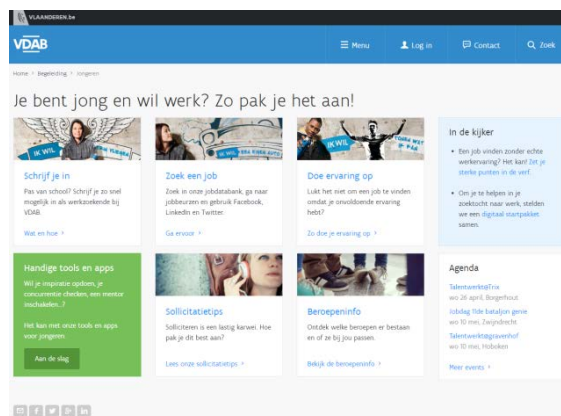 VLAANDEREN.be
VDAB
Menu
Log in
Contact
Zoek
Home > Begeleiding > Jongeren
Je bent jong en wil werk? Zo pak je het aan!
IK WIL
Schrijf je in
Pas van school? Schrijf je zo snel
mogelijk in als werkzoekende bij
VDAB.
Wat en hoe >
IK WIL
Zoek een job
Zoek in onze jobdatabank, ga naar
jobbeurzen en gebruik Facebook,
LinkedIn en Twitter.
Ga ervoor >
IK WIL
Doe ervaring op
Lukt het niet om een job te vinden
omdat je onvoldoende ervaring
hebt?
Zo doe je ervaring op >
In de kijker
• Een job vinden zonder echte
werkervaring? Het kan! Zet je
sterke punten in de verf.
• Om je te helpen in je
zoektocht naar werk, stelden
we een digitaal startpakket
samen.
Handige tools en apps
Wil je inspiratie opdoen, je
concurrentie checken, een mentor
inschakelen...?
Het kan met onze tools en apps
voor jongeren.
Aan de slag
Sollicitatietips
Solliciteren is een lastig karwei. Hoe
pak je dit best aan?
Lees onze sollicitatietips >
Beroepeninfo
Ontdek welke beroepen er bestaan
en of ze bij jou passen.
Bekijk de beroepeninfo >
Agenda
Talentwerkt@Trix
wo 26 april, Borgerhout
Jobdag 11de bataljon genie
wo 10 mei, Zwijndrecht
Talentwerkt@gravenhof
wo 10 mei, Hoboken
Meer events >